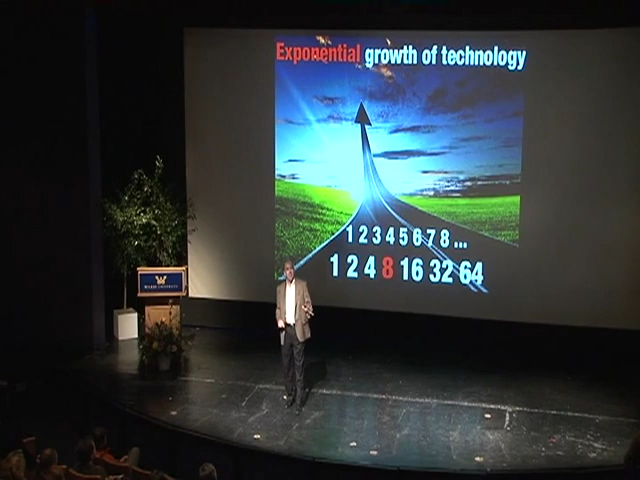 Exponential growth of technology
1 2 3 4 5 6 7 8 ...
1 2 4 8 16 32 64